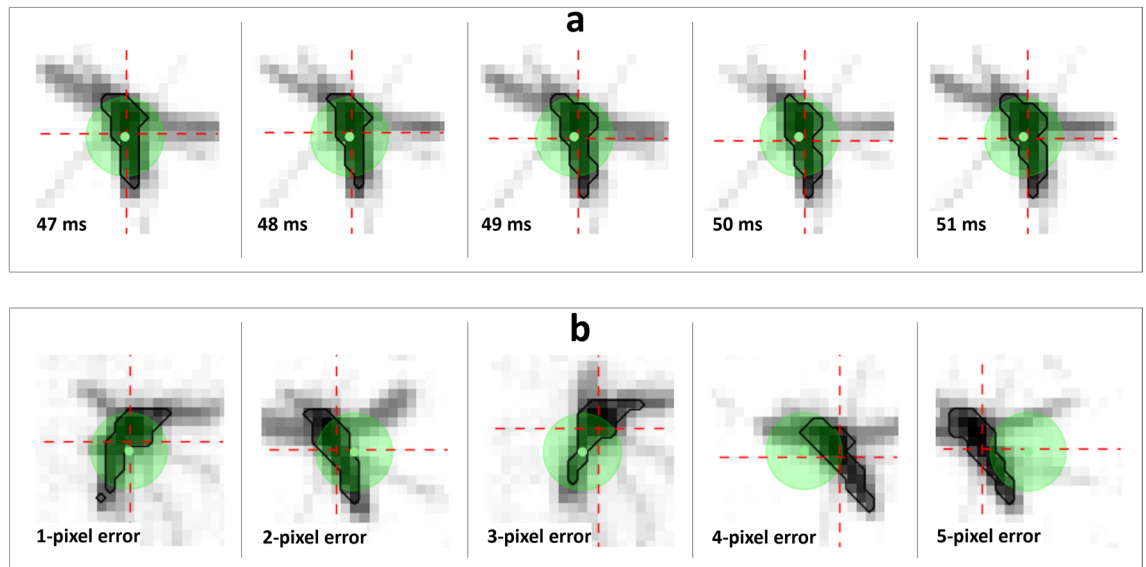 a
47 ms
48 ms
49 ms
50 ms
51 ms
b
1-pixel error
2-pixel error
3-pixel error
4-pixel error
5-pixel error